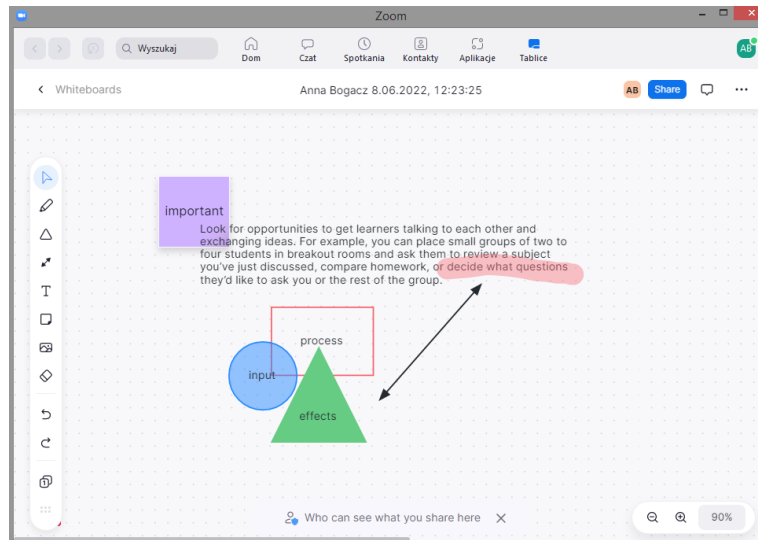 Zoom
Wyszukaj
Dom
Czat
Spotkania
Kontakty
Aplikacje
Tablice
AB
Whiteboards
Anna Bogacz 8.06.2022, 12:23:25
AB
Share
important
Look for opportunities to get learners talking to each other and
exchanging ideas. For example, you can place small groups of two to
four students in breakout rooms and ask them to review a subject
you've just discussed, compare homework, or decide what questions
they'd like to ask you or the rest of the group.
process
input
effects
Who can see what you share here
90%